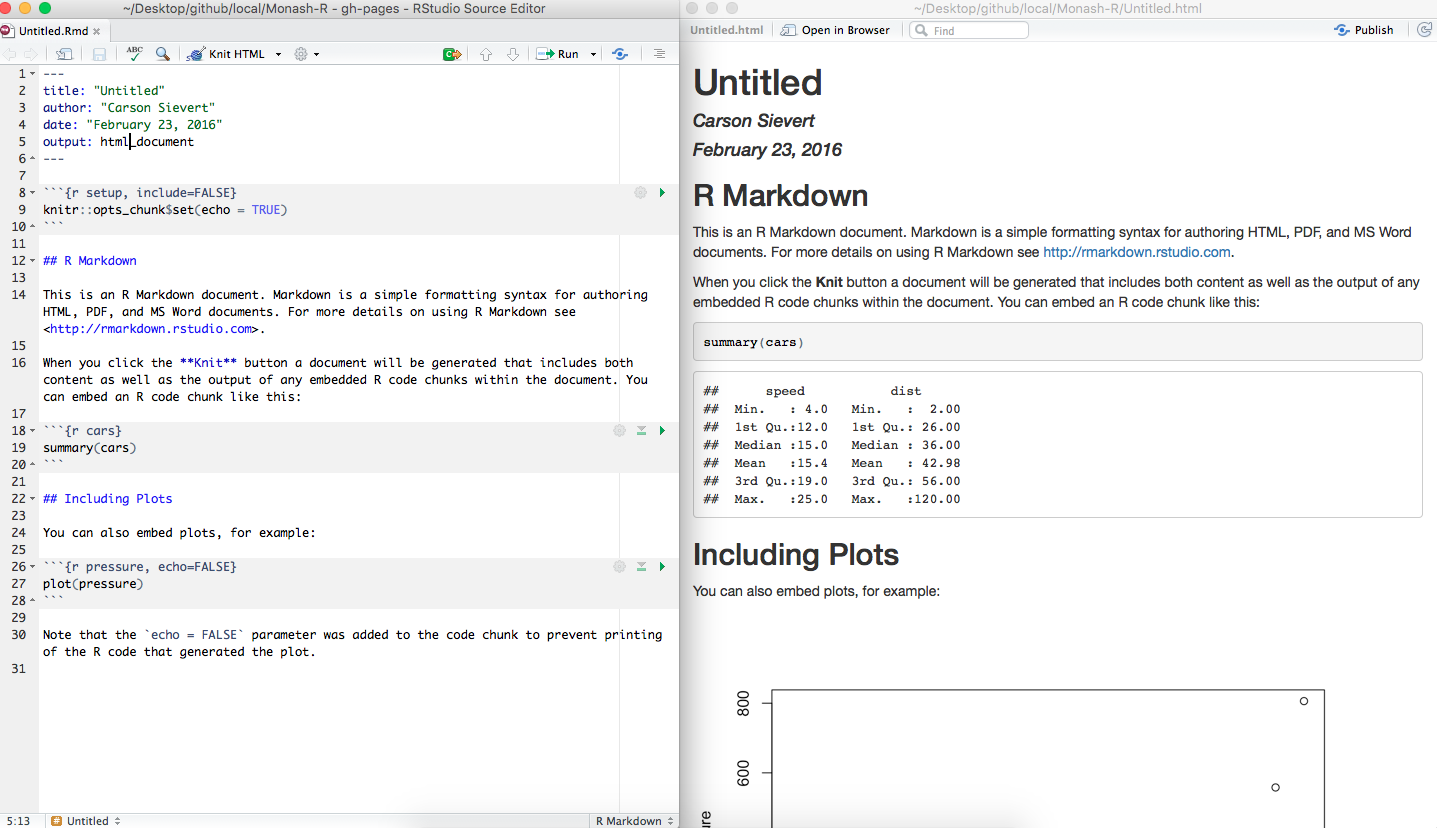 ~/Desktop/github/local/Monash-R - gh-pages - RStudio Source Editor
Untitled.Rmd
ABC
Knit HTML
Run
1 ---
2 title: "Untitled"
3 author: "Carson Sievert"
4 date: "February 23, 2016"
5 output: html_document
6 ---
7
8 ```{r setup, include=FALSE}
9 knitr::opts_chunk$set(echo = TRUE)
10 ```
11
12 ## R Markdown
13
14 This is an R Markdown document. Markdown is a simple formatting syntax for authoring
HTML, PDF, and MS Word documents. For more details on using R Markdown see
<http://rmarkdown.rstudio.com>.
15
16 When you click the **Knit** button a document will be generated that includes both
content as well as the output of any embedded R code chunks within the document. You
can embed an R code chunk like this:
17
18 ```{r cars}
19 summary(cars)
20 ```
21
22 ## Including Plots
23
24 You can also embed plots, for example:
25
26 ```{r pressure, echo=FALSE}
27 plot(pressure)
28 ```
29
30 Note that the `echo = FALSE` parameter was added to the code chunk to prevent printing
of the R code that generated the plot.
31
5:13
# Untitled
R Markdown
~/Desktop/github/local/Monash-R/Untitled.html
Untitled.html
Open in Browser
Find
Publish
Untitled
Carson Sievert
February 23, 2016
R Markdown
This is an R Markdown document. Markdown is a simple formatting syntax for authoring HTML, PDF, and MS Word
documents. For more details on using R Markdown see http://rmarkdown.rstudio.com.
When you click the Knit button a document will be generated that includes both content as well as the output of any
embedded R code chunks within the document. You can embed an R code chunk like this:
summary(cars)
##      speed           dist
##  Min.   : 4.0   Min.   :  2.00
##  1st Qu.:12.0   1st Qu.: 26.00
##  Median :15.0   Median : 36.00
##  Mean   :15.4   Mean   : 42.98
##  3rd Qu.:19.0   3rd Qu.: 56.00
##  Max.   :25.0   Max.   :120.00
Including Plots
You can also embed plots, for example:
800
600